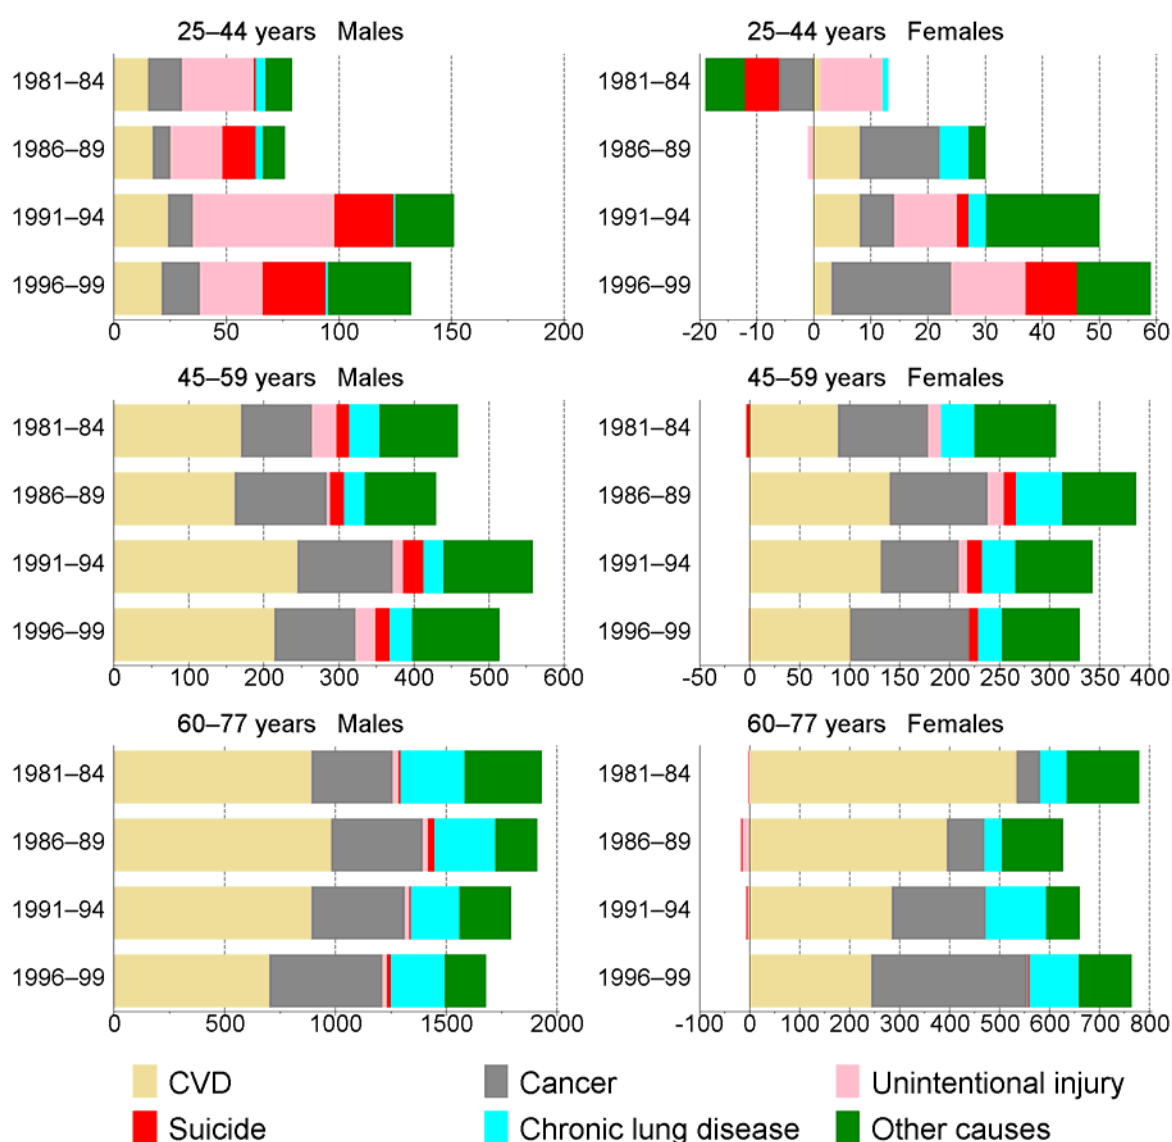 25–44 years Males
1981–84
1986–89
1991–94
1996–99
0 50 100 150 200
25–44 years Females
1981–84
1986–89
1991–94
1996–99
-20 -10 0 10 20 30 40 50 60
45–59 years Males
1981–84
1986–89
1991–94
1996–99
0 100 200 300 400 500 600
45–59 years Females
1981–84
1986–89
1991–94
1996–99
-50 0 50 100 150 200 250 300 350 400
60–77 years Males
1981–84
1986–89
1991–94
1996–99
0 500 1000 1500 2000
60–77 years Females
1981–84
1986–89
1991–94
1996–99
-100 0 100 200 300 400 500 600 700 800
CVD Cancer Unintentional injury
Suicide Chronic lung disease Other causes